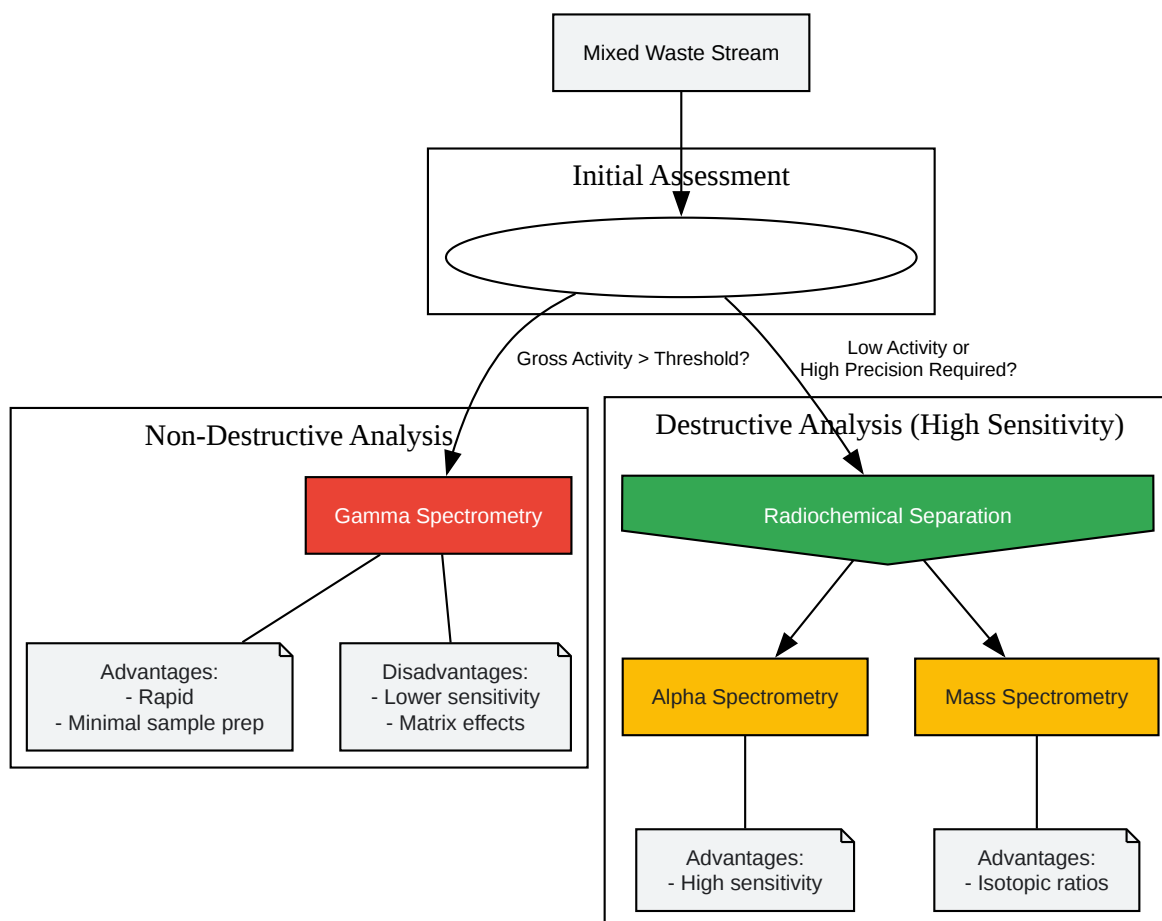 Mixed Waste Stream
Initial Assessment
Gross Activity > Threshold?
Low Activity or
High Precision Required?
Non-Destructive Analysis
Gamma Spectrometry
Advantages:
- Rapid
- Minimal sample prep
Disadvantages:
- Lower sensitivity
- Matrix effects
Destructive Analysis (High Sensitivity)
Radiochemical Separation
Alpha Spectrometry
Mass Spectrometry
Advantages:
- High sensitivity
Advantages:
- Isotopic ratios